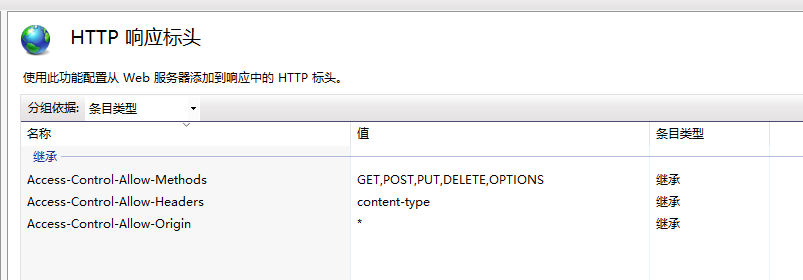 HTTP 响应标头
使用此功能配置从 Web 服务器添加到响应中的 HTTP 标头。
分组依据: 条目类型
名称 值 条目类型
继承
Access-Control-Allow-Methods GET,POST,PUT,DELETE,OPTIONS 继承
Access-Control-Allow-Headers content-type 继承
Access-Control-Allow-Origin * 继承